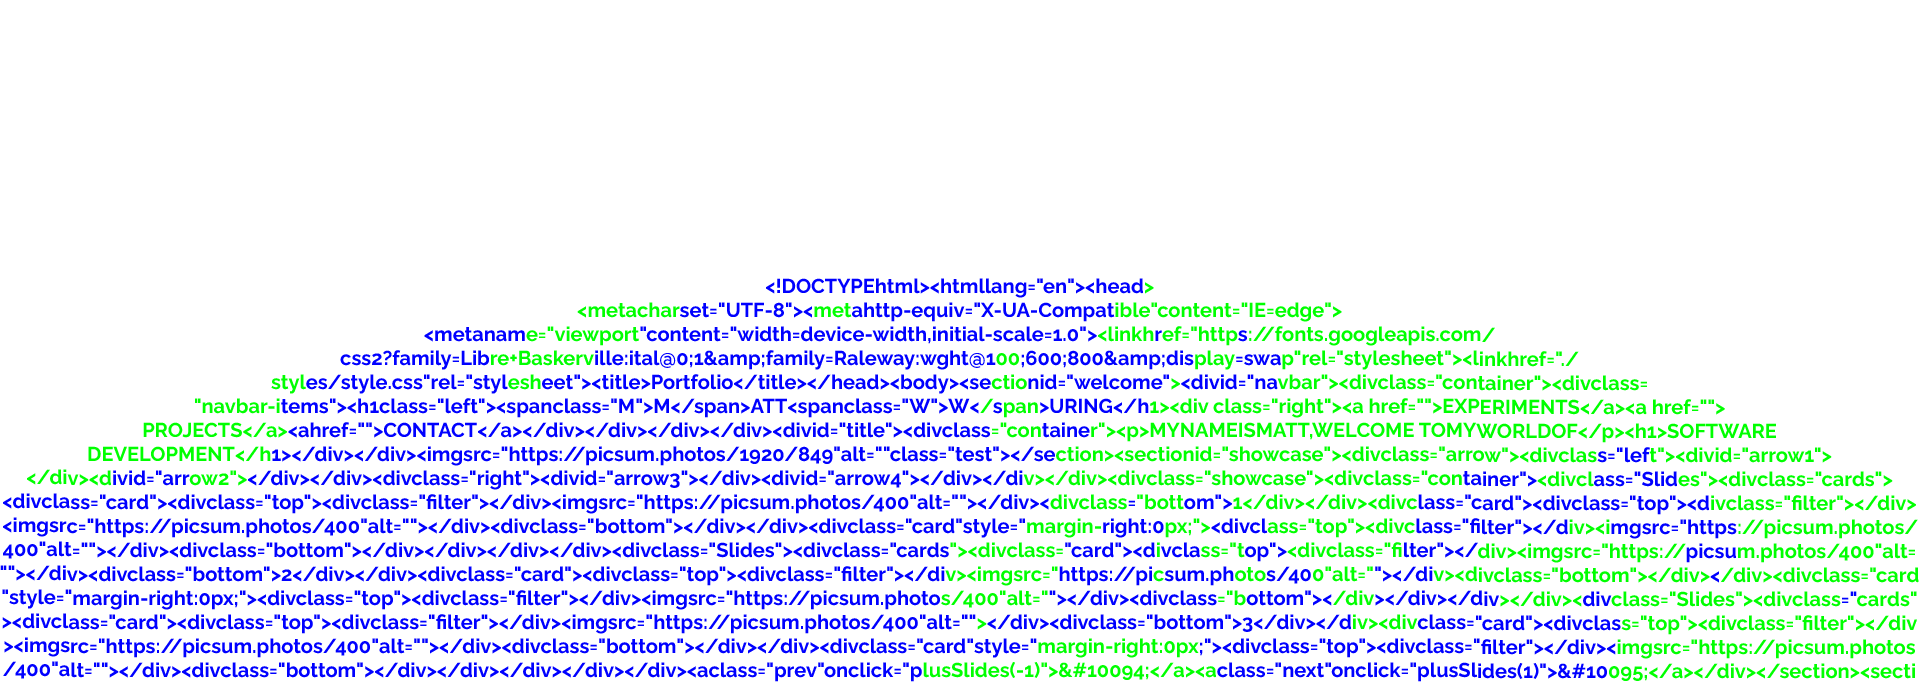 <!DOCTYPEhtml><htmllang="en"><head>
<metacharset="UTF-8"><metahttp-equiv="X-UA-Compatible"content="IE=edge">
<metaname="viewport"content="width=device-width,initial-scale=1.0"><linkhref="https://fonts.googleapis.com/
css2?family=Libre+Baskerville:ital@0;1&amp;family=Raleway:wght@100;600;800&amp;display=swap"rel="stylesheet"><linkhref="./
styles/style.css"rel="stylesheet"><title>Portfolio</title></head><body><sectionid="welcome"><divid="navbar"><divclass="container"><divclass=
"navbar-items"><h1class="left"><spanclass="M">M</span>ATT<spanclass="W">W</span>URING</h1><div class="right"><a href="">EXPERIMENTS</a><a href="">
PROJECTS</a><ahref="">CONTACT</a></div></div></div></div><divid="title"><divclass="container"><p>MYNAMEISMATT,WELCOME TOMYWORLDOF</p><h1>SOFTWARE
DEVELOPMENT</h1></div></div><imgsrc="https://picsum.photos/1920/849"alt=""class="test"></section><sectionid="showcase"><divclass="arrow"><divclass="left"><divid="arrow1">
</div><divid="arrow2"></div></div><divclass="right"><divid="arrow3"></div><divid="arrow4"></div></div></div><divclass="showcase"><divclass="container"><divclass="Slides"><divclass="cards">
<divclass="card"><divclass="top"><divclass="filter"></div><imgsrc="https://picsum.photos/400"alt=""></div><divclass="bottom">1</div></div><divclass="card"><divclass="top"><divclass="filter"></div>
<imgsrc="https://picsum.photos/400"alt=""></div><divclass="bottom"></div></div><divclass="card"style="margin-right:0px;"><divclass="top"><divclass="filter"></div><imgsrc="https://picsum.photos/
400"alt=""></div><divclass="bottom"></div></div></div></div><divclass="Slides"><divclass="cards"><divclass="card"><divclass="top"><divclass="filter"></div><imgsrc="https://picsum.photos/400"alt=
""></div><divclass="bottom">2</div></div><divclass="card"><divclass="top"><divclass="filter"></div><imgsrc="https://picsum.photos/400"alt=""></div><divclass="bottom"></div></div><divclass="card
"style="margin-right:0px;"><divclass="top"><divclass="filter"></div><imgsrc="https://picsum.photos/400"alt=""></div><divclass="bottom"></div></div></div></div><divclass="Slides"><divclass="cards"
><divclass="card"><divclass="top"><divclass="filter"></div><imgsrc="https://picsum.photos/400"alt=""></div><divclass="bottom">3</div></div><divclass="card"><divclass="top"><divclass="filter"></div
><imgsrc="https://picsum.photos/400"alt=""></div><divclass="bottom"></div></div><divclass="card"style="margin-right:0px;"><divclass="top"><divclass="filter"></div><imgsrc="https://picsum.photos
/400"alt=""></div><divclass="bottom"></div></div></div></div><aclass="prev"onclick="plusSlides(-1)">&#10094;</a><aclass="next"onclick="plusSlides(1)">&#10095;</a></div></section><secti